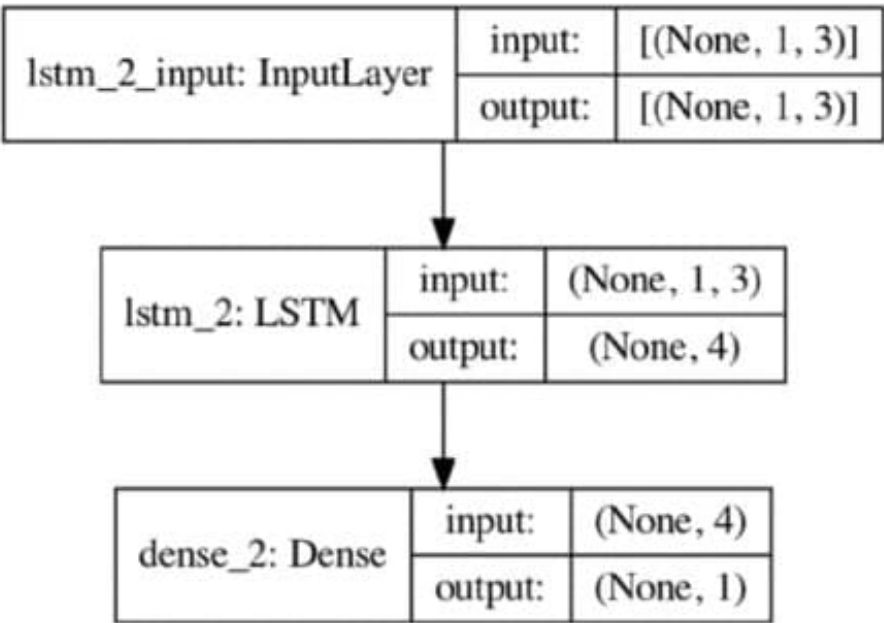 lstm_2_input: InputLayer
input: [(None, 1, 3)]
output: [(None, 1, 3)]
lstm_2: LSTM
input: (None, 1, 3)
output: (None, 4)
dense_2: Dense
input: (None, 4)
output: (None, 1)